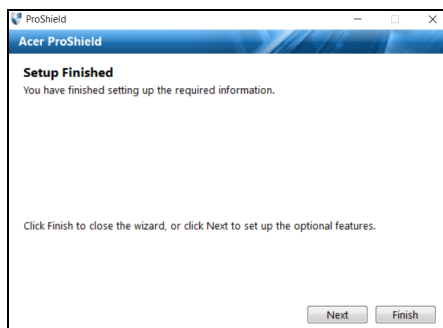 ProShield
Acer ProShield
Setup Finished
You have finished setting up the required information.
Click Finish to close the wizard, or click Next to set up the optional features.
Next Finish